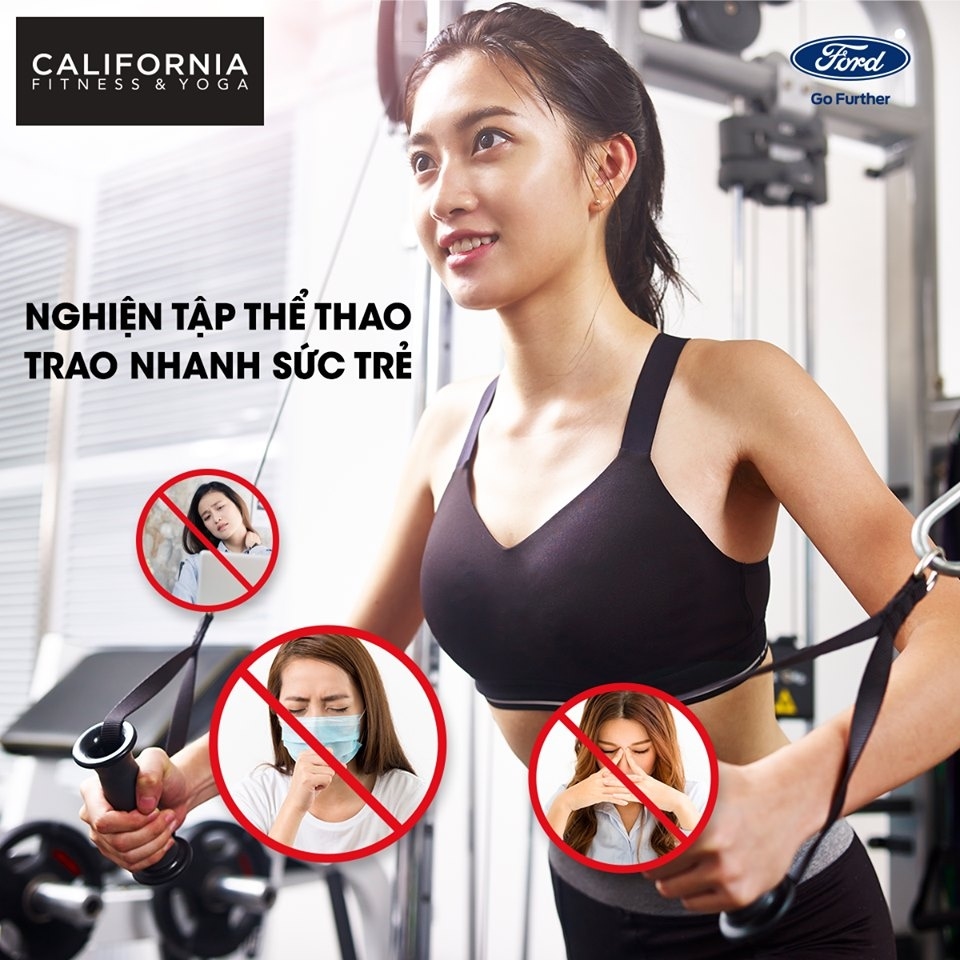 CALIFORNIA
FITNESS & YOGA
Ford
Go Further
NGHIỆN TẬP THỂ THAO
TRAO NHANH SỨC TRẺ